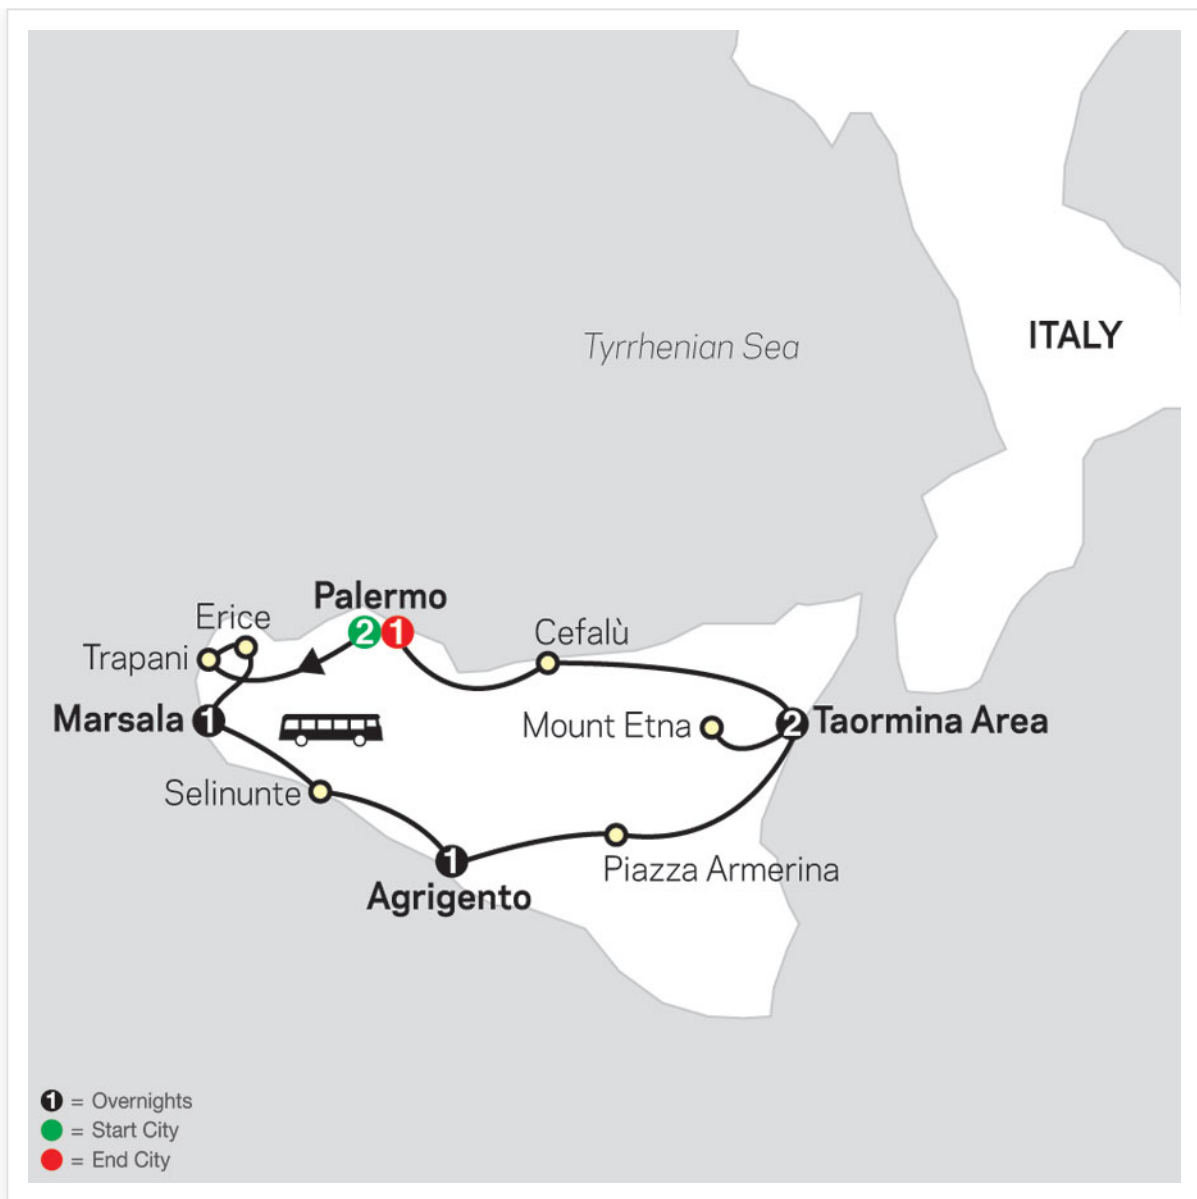 ITALY
Tyrrhenian Sea
Palermo
2 1
Erice
Trapani
Cefalù
Marsala 1
Mount Etna
2 Taormina Area
Selinunte
1
Agrigento
Piazza Armerina
1 = Overnights
= Start City
= End City